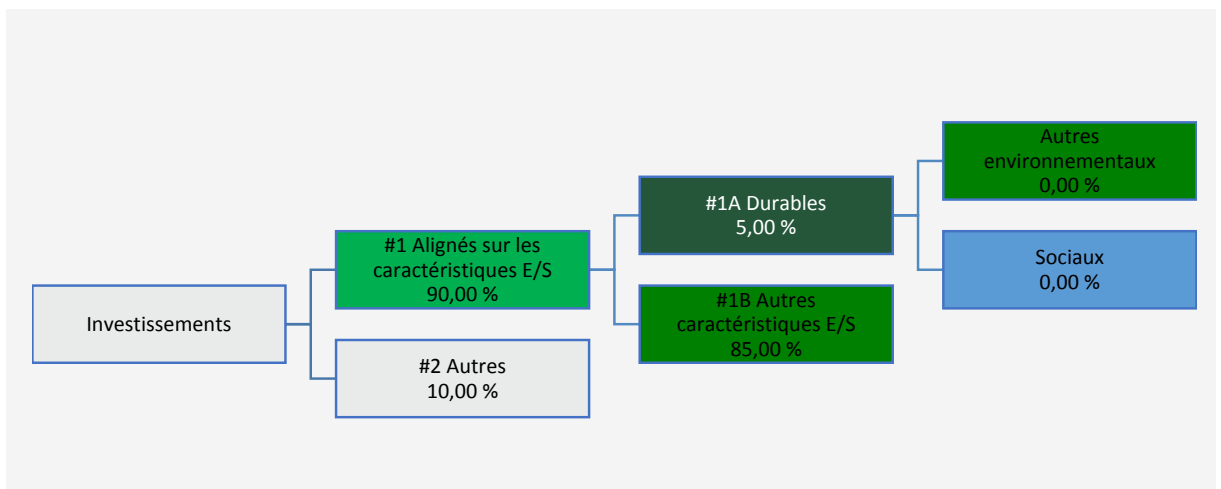 Investissements
#1 Alignés sur les
caractéristiques E/S
90,00 %
#2 Autres
10,00 %
#1A Durables
5,00 %
#1B Autres
caractéristiques E/S
85,00 %
Autres
environnementaux
0,00 %
Sociaux
0,00 %